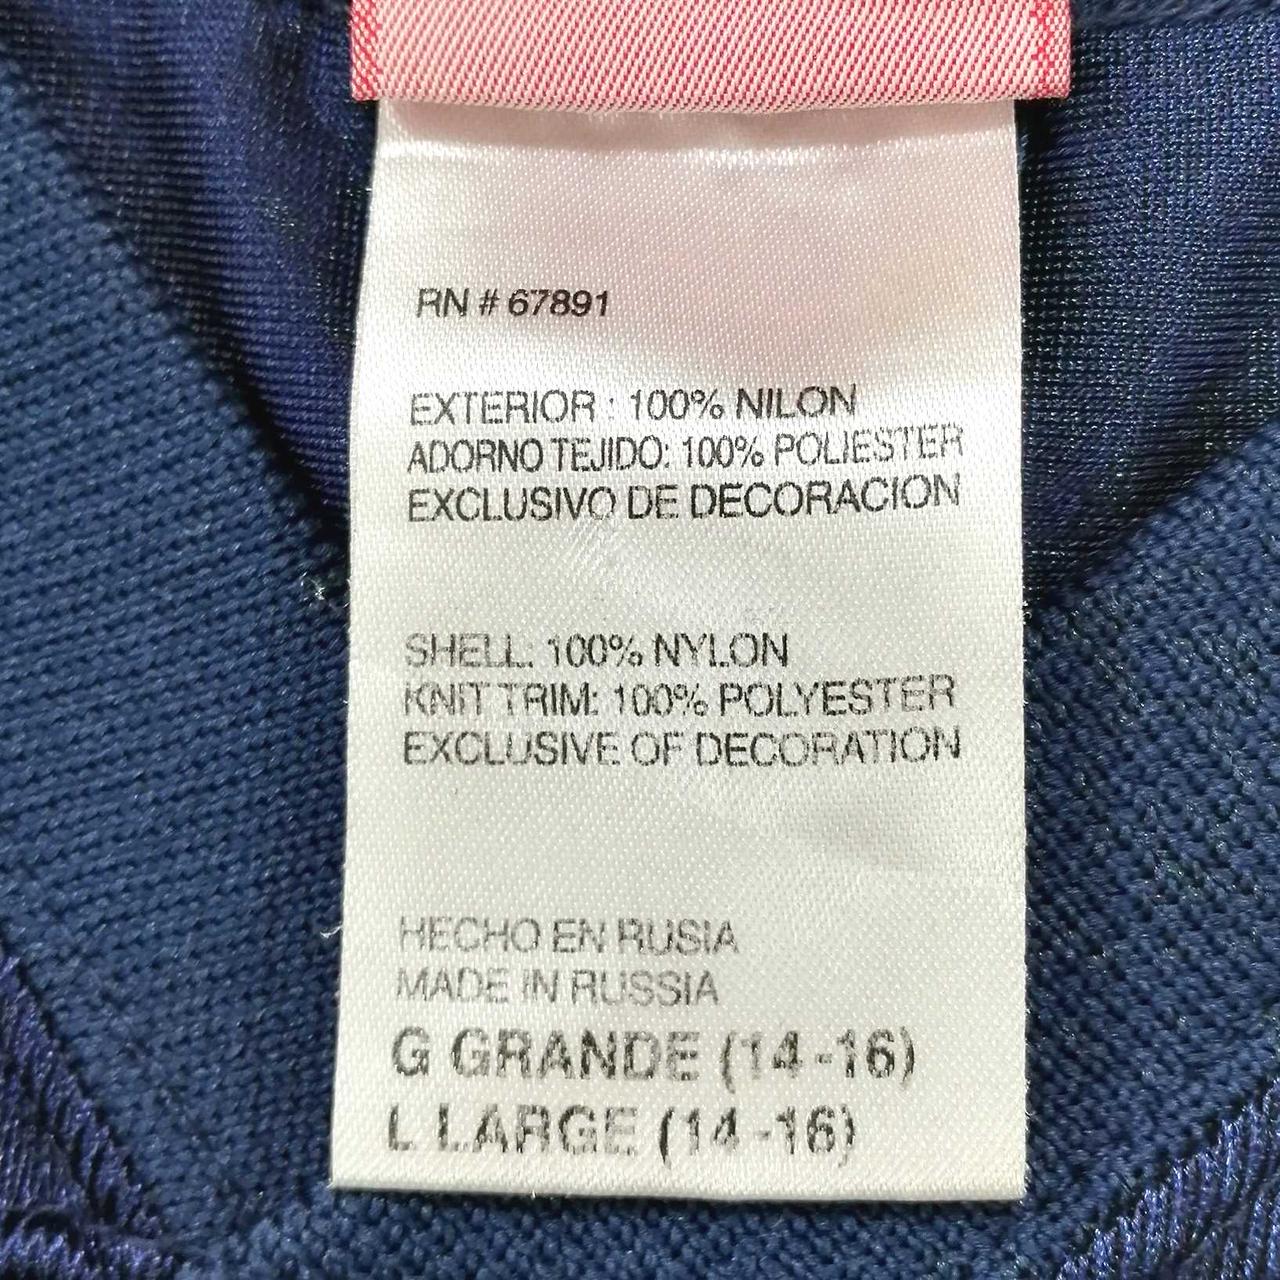 RN # 67891
EXTERIOR : 100% NILON
ADORNO TEJIDO: 100% POLIESTER
EXCLUSIVO DE DECORACION
SHELL: 100% NYLON
KNIT TRIM: 100% POLYESTER
EXCLUSIVE OF DECORATION
HECHO EN RUSIA
MADE IN RUSSIA
G GRANDE (14-16)
L LARGE (14-16)